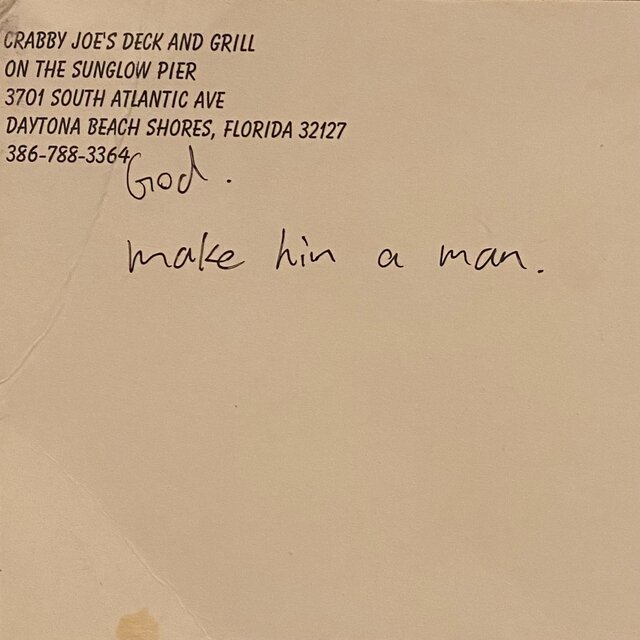 CRABBY JOE'S DECK AND GRILL
ON THE SUNGLOW PIER
3701 SOUTH ATLANTIC AVE
DAYTONA BEACH SHORES, FLORIDA 32127
386-788-3364
God.
make hin a man.